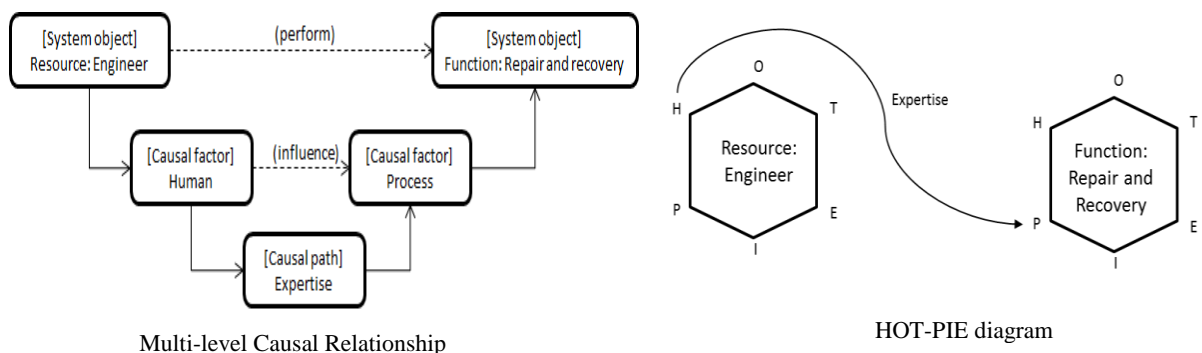 [System object]
Resource: Engineer
(perform)
[System object]
Function: Repair and recovery
[Causal factor]
Human
(influence)
[Causal factor]
Process
[Causal path]
Expertise
Multi-level Causal Relationship
O
H
T
Resource:
Engineer
P
E
I
Expertise
O
H
T
Function:
Repair and
Recovery
P
E
I
HOT-PIE diagram